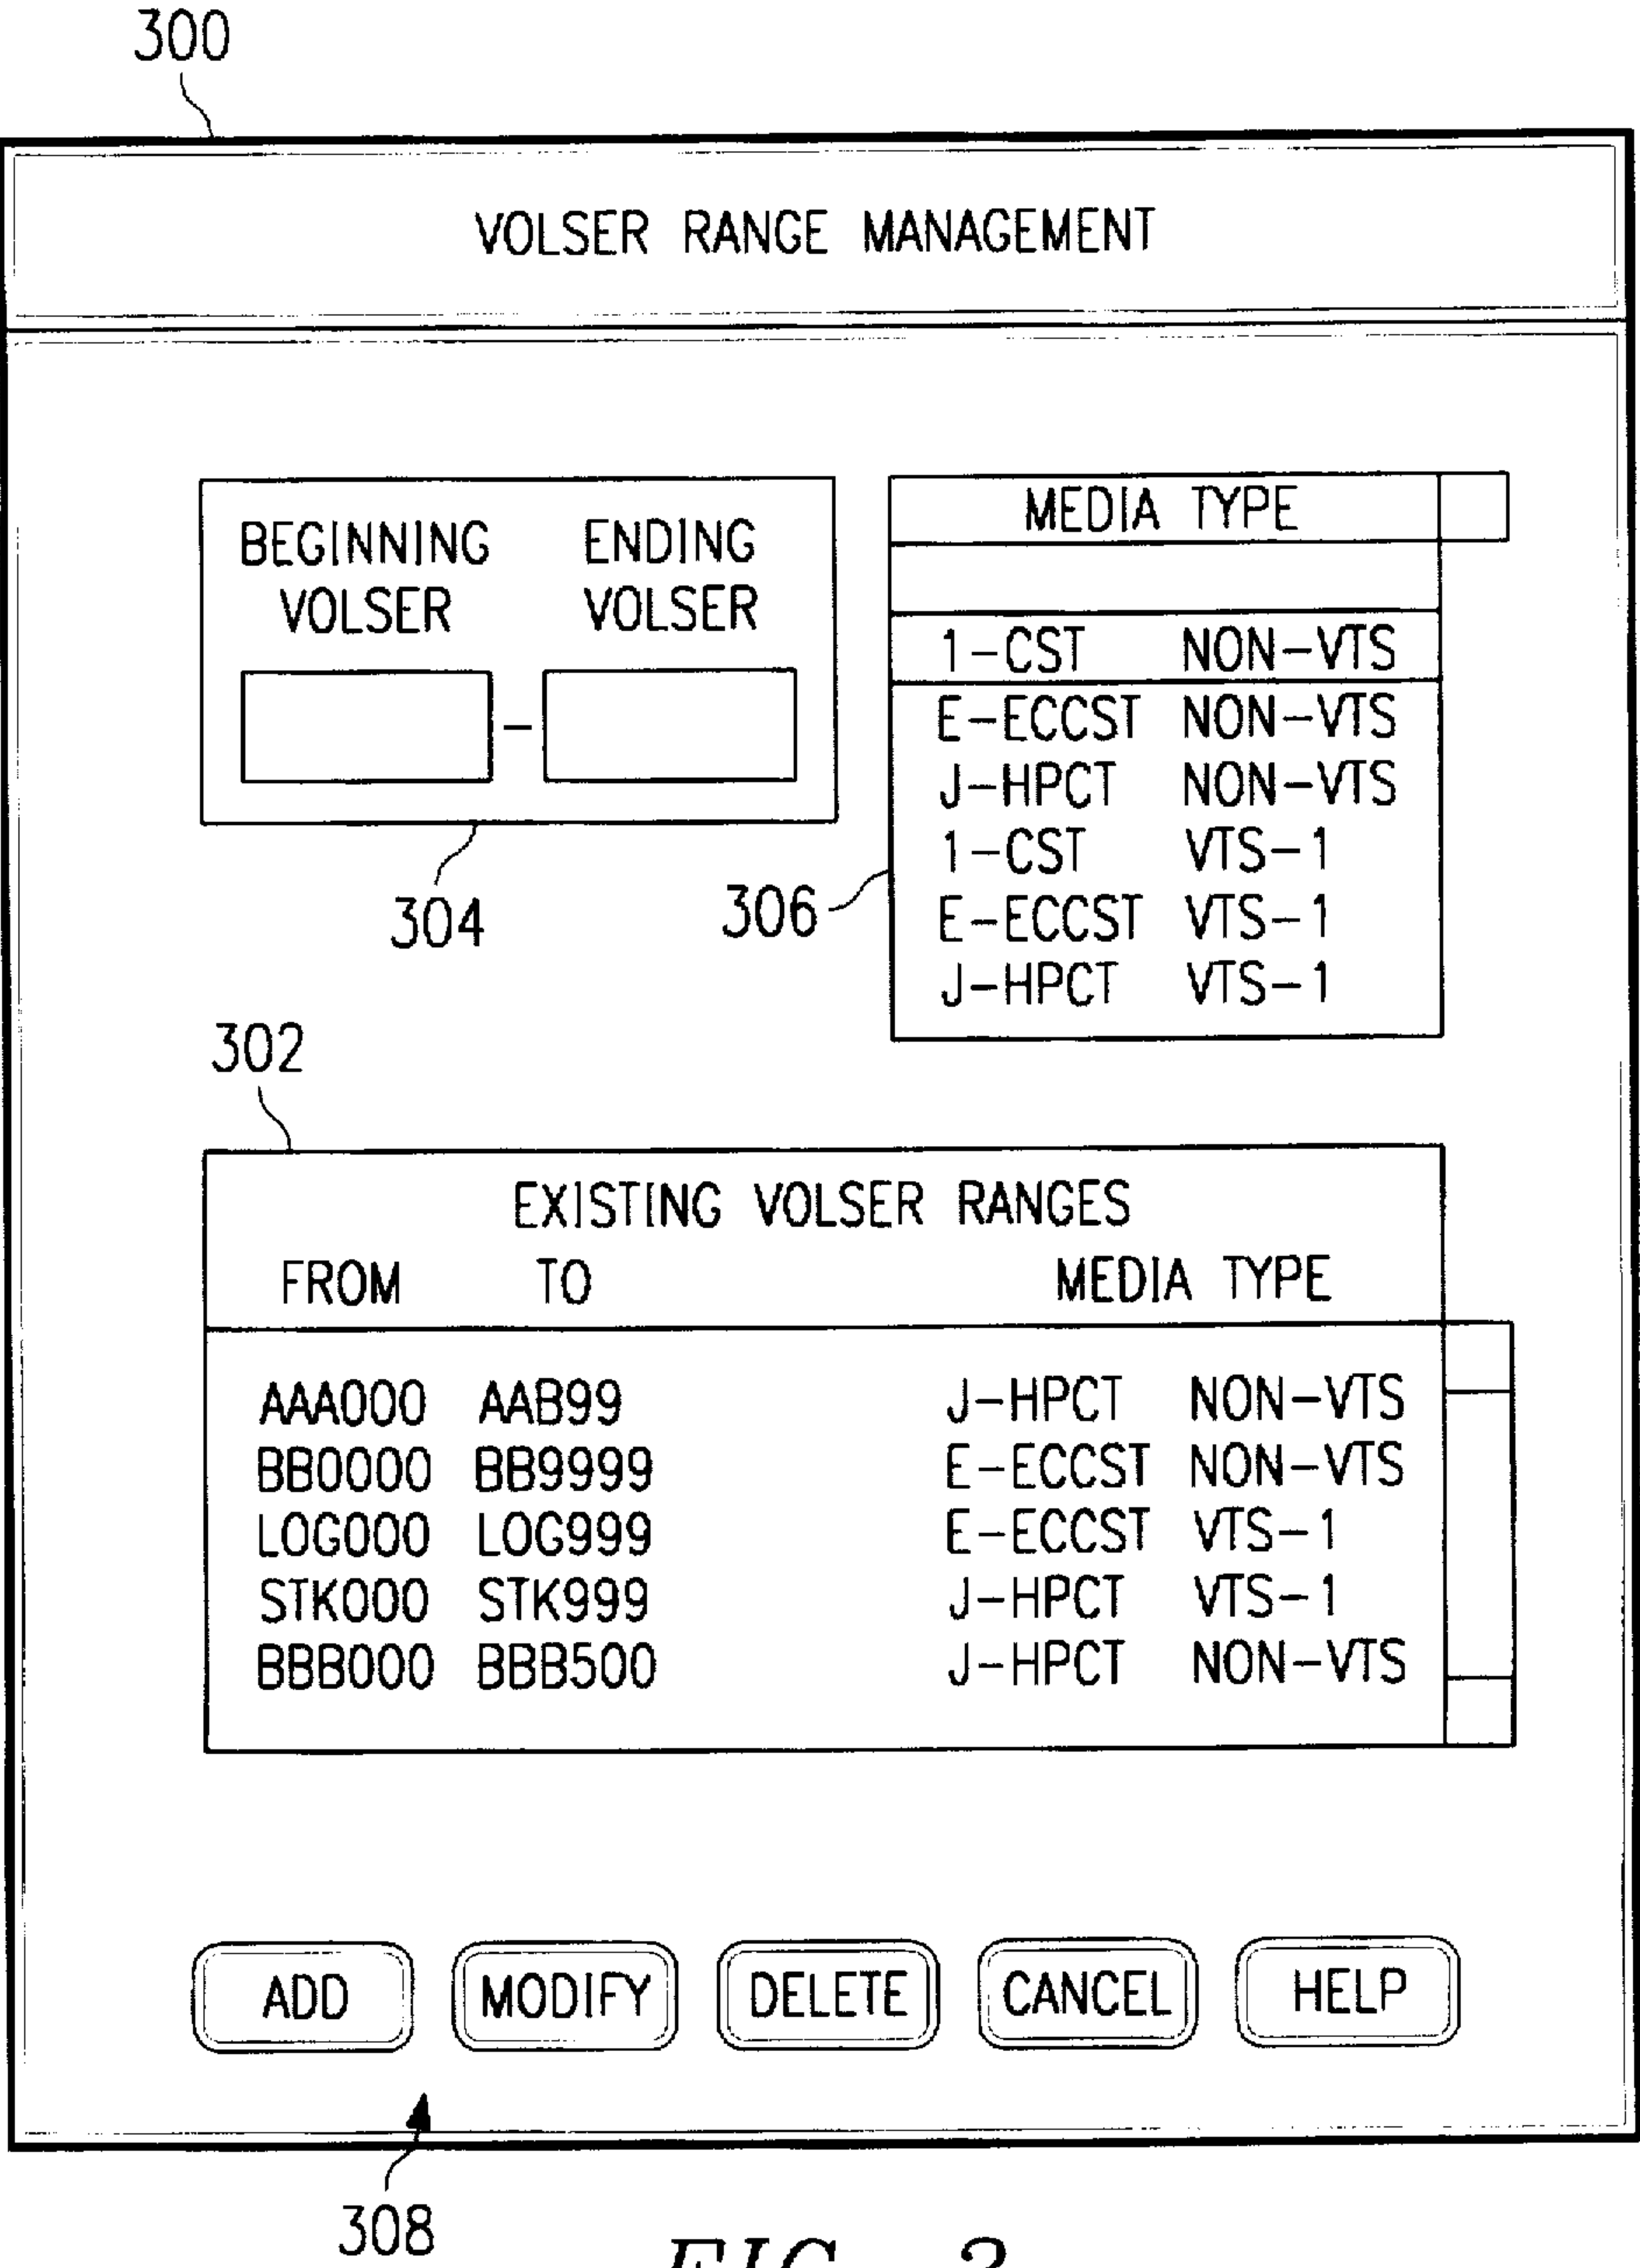 300
VOLSER RANGE MANAGEMENT
BEGINNING VOLSER
ENDING VOLSER
-
304
MEDIA TYPE
1-CST NON-VTS
E-ECCST NON-VTS
J-HPCT NON-VTS
1-CST VTS-1
E-ECCST VTS-1
J-HPCT VTS-1
306
302
EXISTING VOLSER RANGES
FROM TO MEDIA TYPE
AAA000 AAB99 J-HPCT NON-VTS
BB0000 BB9999 E-ECCST NON-VTS
LOG000 LOG999 E-ECCST VTS-1
STK000 STK999 J-HPCT VTS-1
BBB000 BBB500 J-HPCT NON-VTS
ADD MODIFY DELETE CANCEL HELP
308